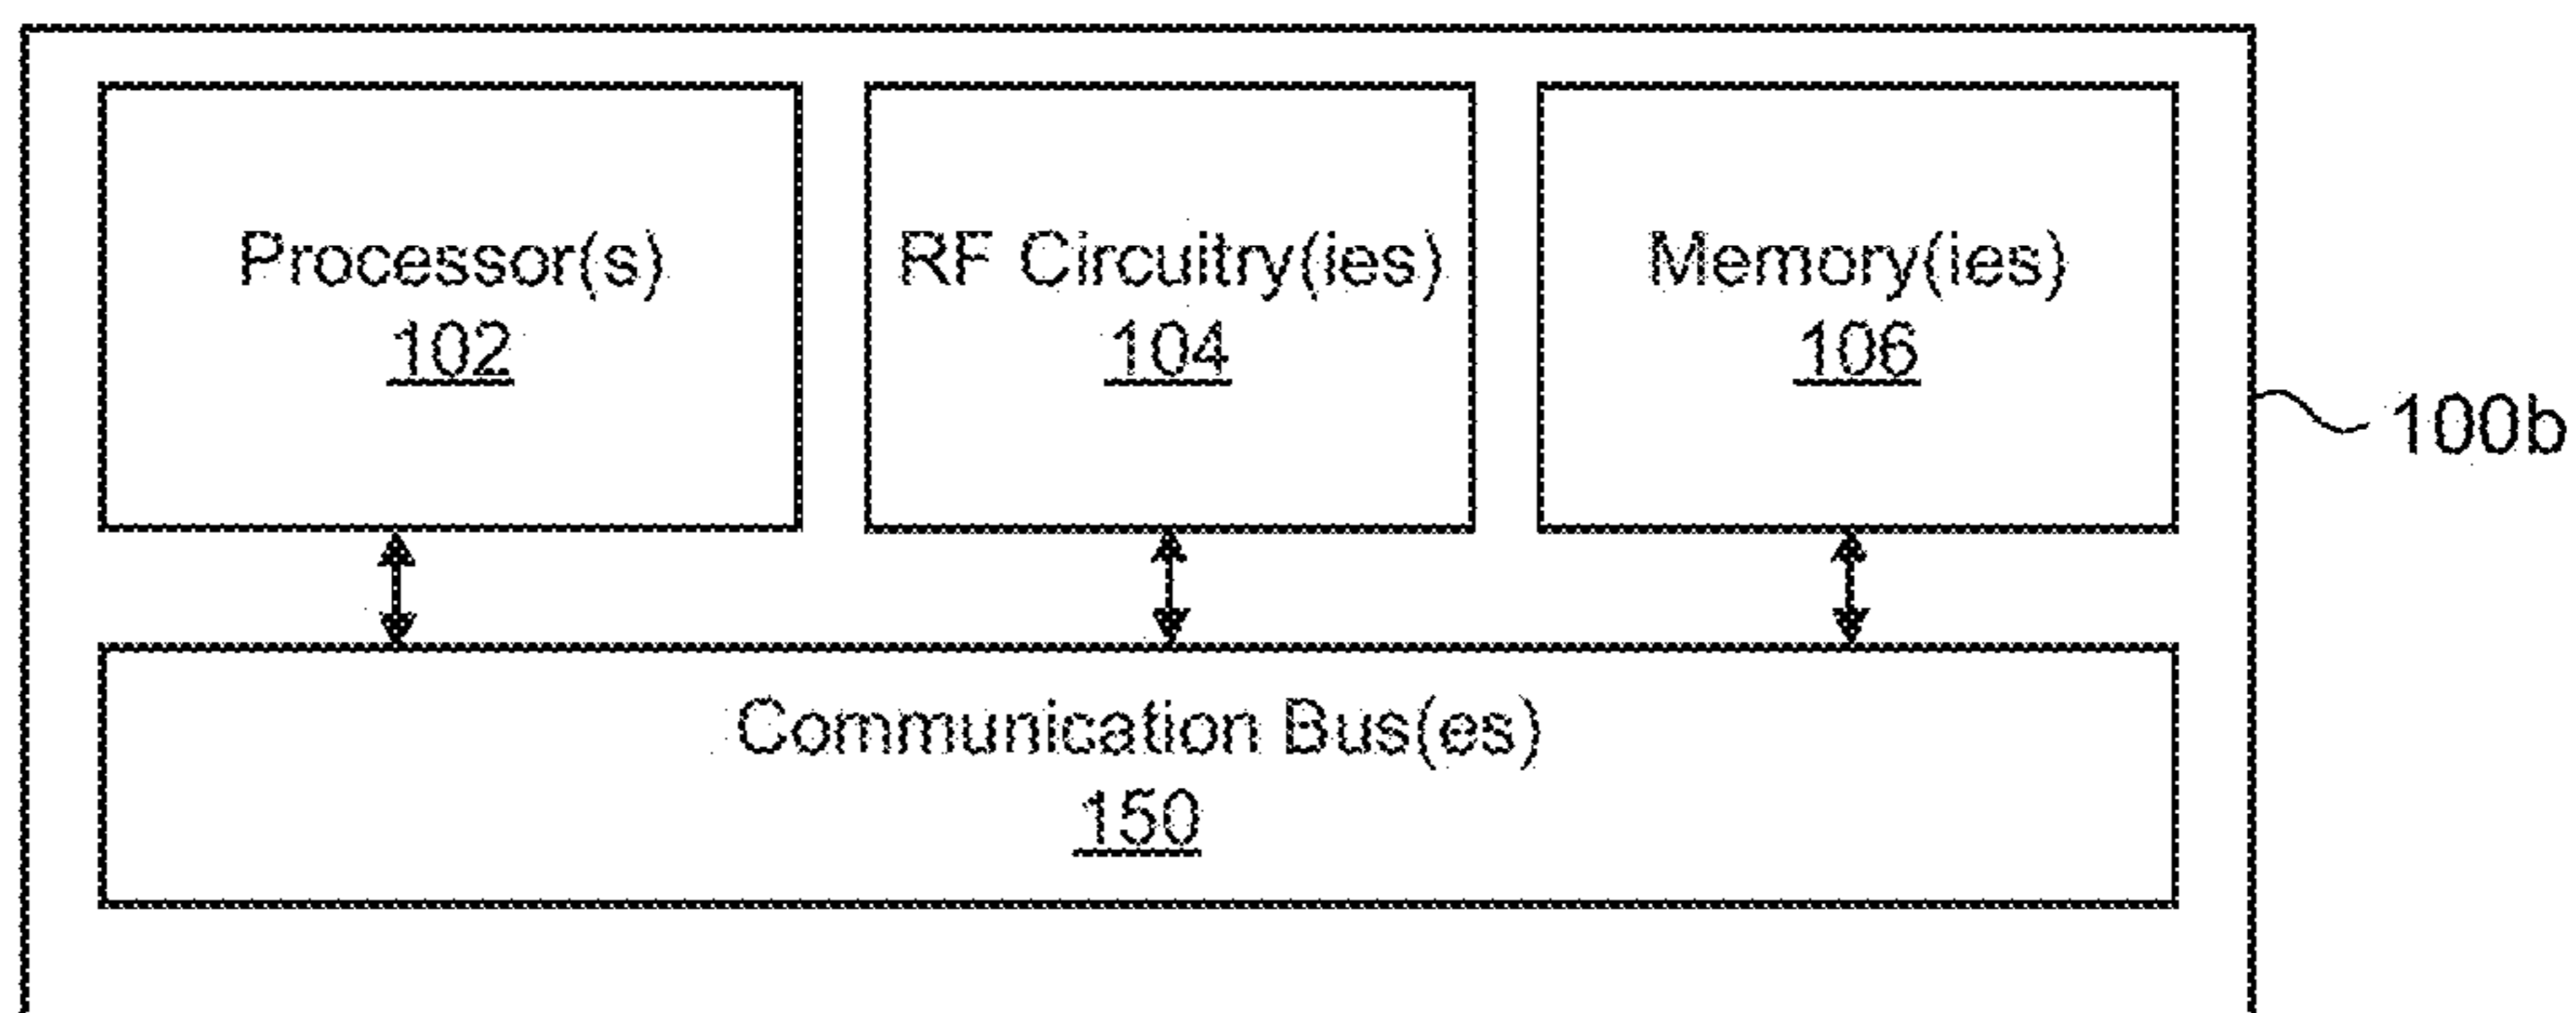 Processor(s)
102
RF Circuitry(ies)
104
Memory(ies)
106
100b
Communication Bus(es)
150